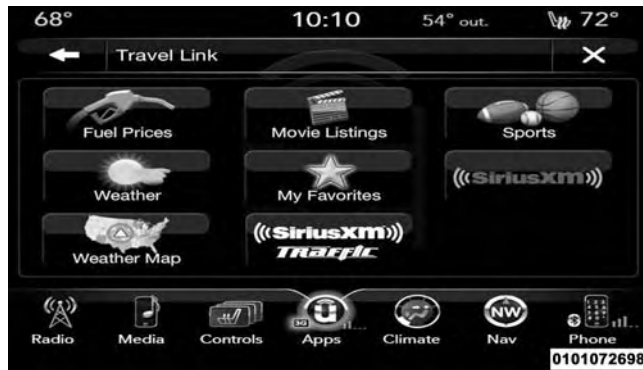 68° 10:10 54° out. 72°
Travel Link
Fuel Prices Movie Listings Sports
Weather My Favorites ((SiriusXM))
Weather Map ((SiriusXM))
Traffic
NW
3G
Radio Media Controls Apps Climate Nav Phone
0101072698